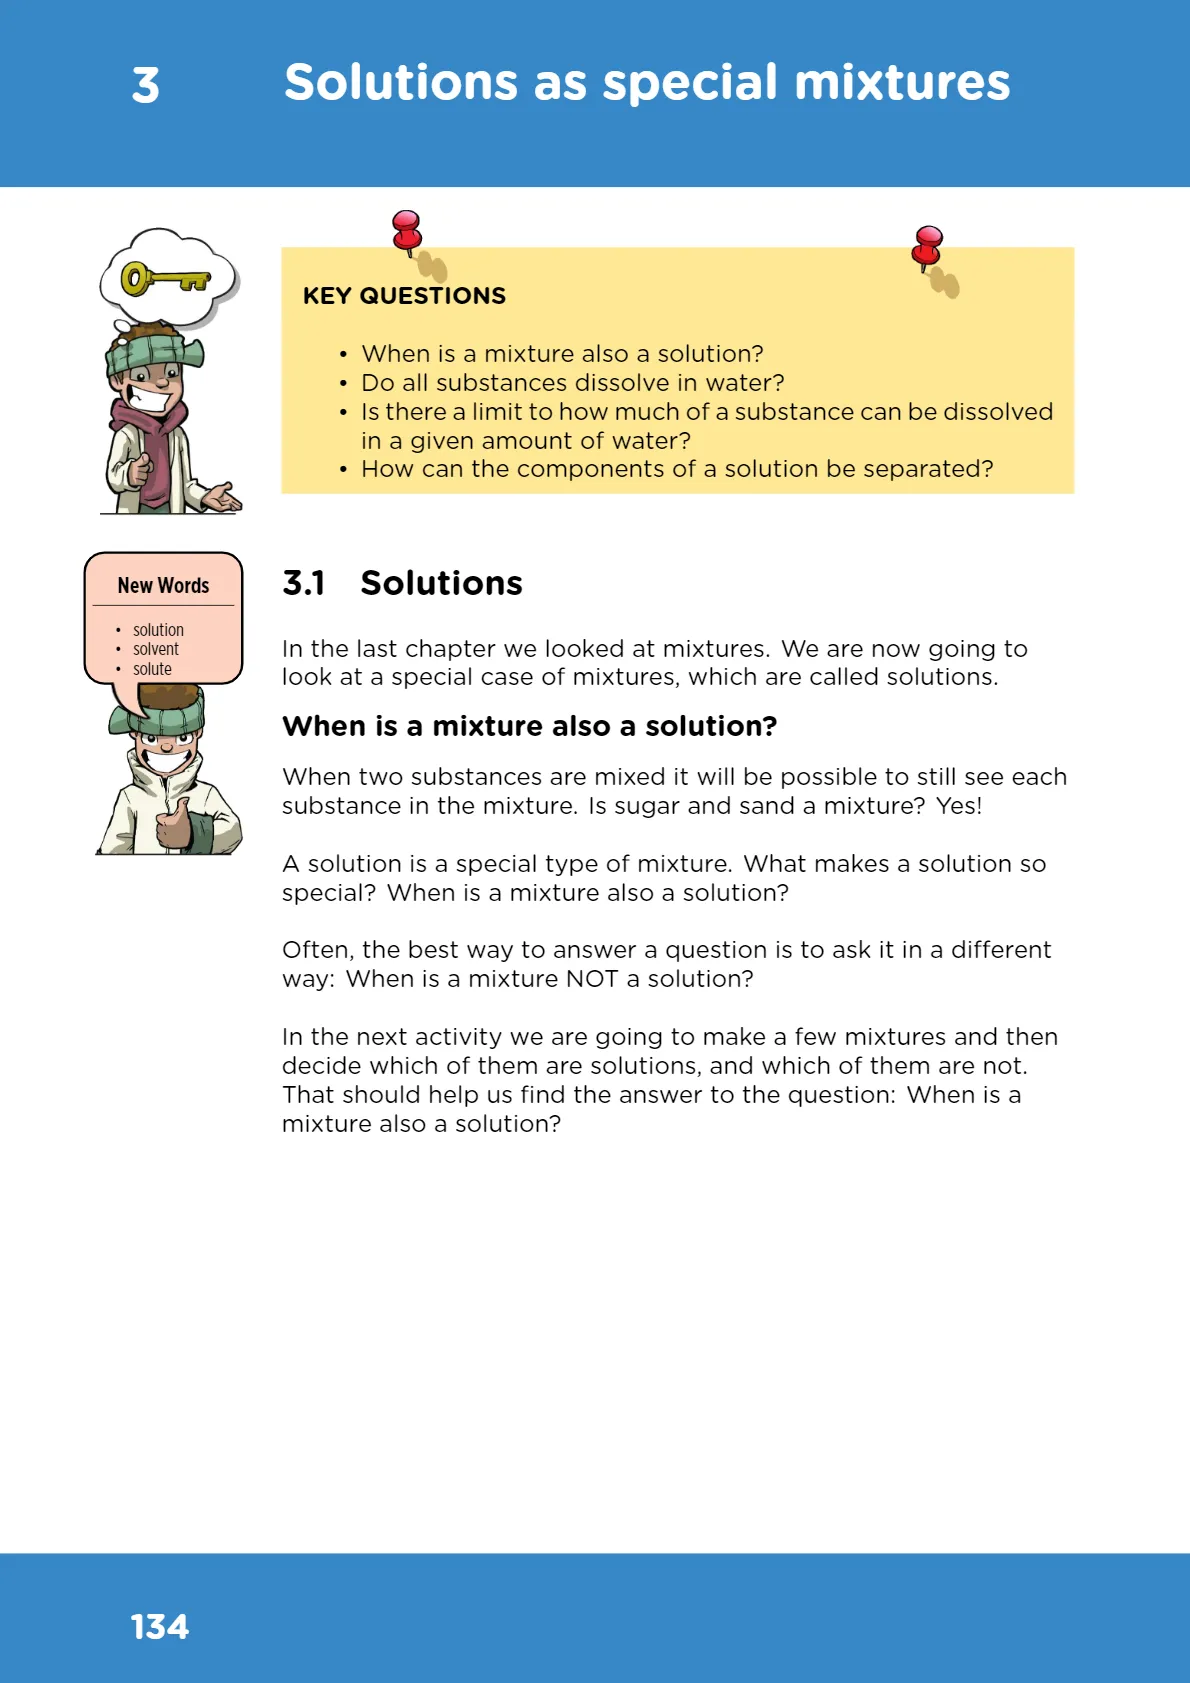 3 Solutions as special mixtures
KEY QUESTIONS
• When is a mixture also a solution?
• Do all substances dissolve in water?
• Is there a limit to how much of a substance can be dissolved
in a given amount of water?
• How can the components of a solution be separated?
New Words
• solution
• solvent
• solute
3.1 Solutions
In the last chapter we looked at mixtures. We are now going to
look at a special case of mixtures, which are called solutions.
When is a mixture also a solution?
When two substances are mixed it will be possible to still see each
substance in the mixture. Is sugar and sand a mixture? Yes!
A solution is a special type of mixture. What makes a solution so
special? When is a mixture also a solution?
Often, the best way to answer a question is to ask it in a different
way: When is a mixture NOT a solution?
In the next activity we are going to make a few mixtures and then
decide which of them are solutions, and which of them are not.
That should help us find the answer to the question: When is a
mixture also a solution?
134